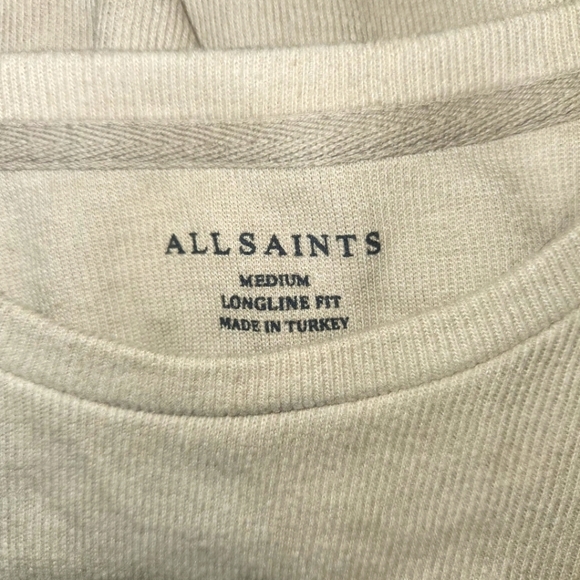 ALLSAINTS
MEDIUM
LONGLINE FIT
MADE IN TURKEY